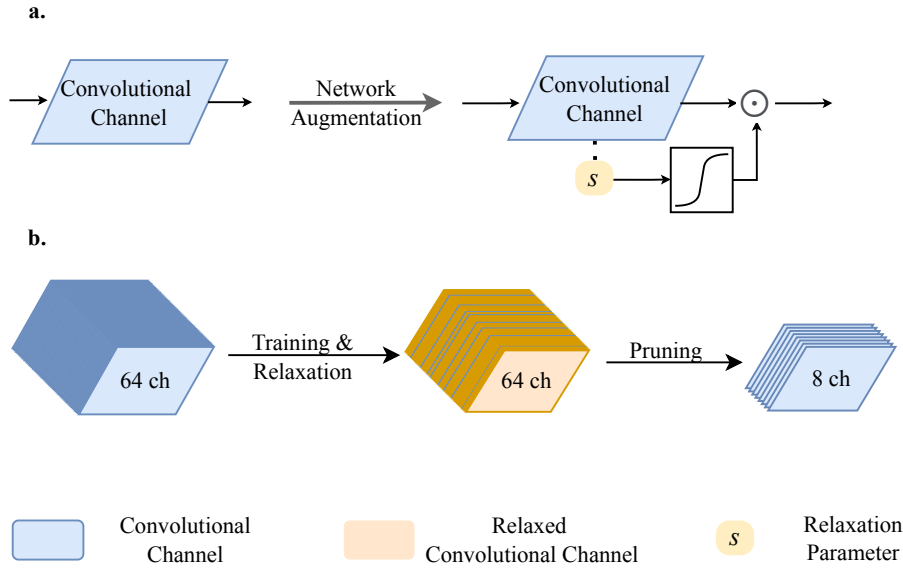 a.
Convolutional
Channel
Network
Augmentation
Convolutional
Channel
s
b.
64 ch
Training &
Relaxation
64 ch
Pruning
8 ch
Convolutional
Channel
Relaxed
Convolutional Channel
s
Relaxation
Parameter